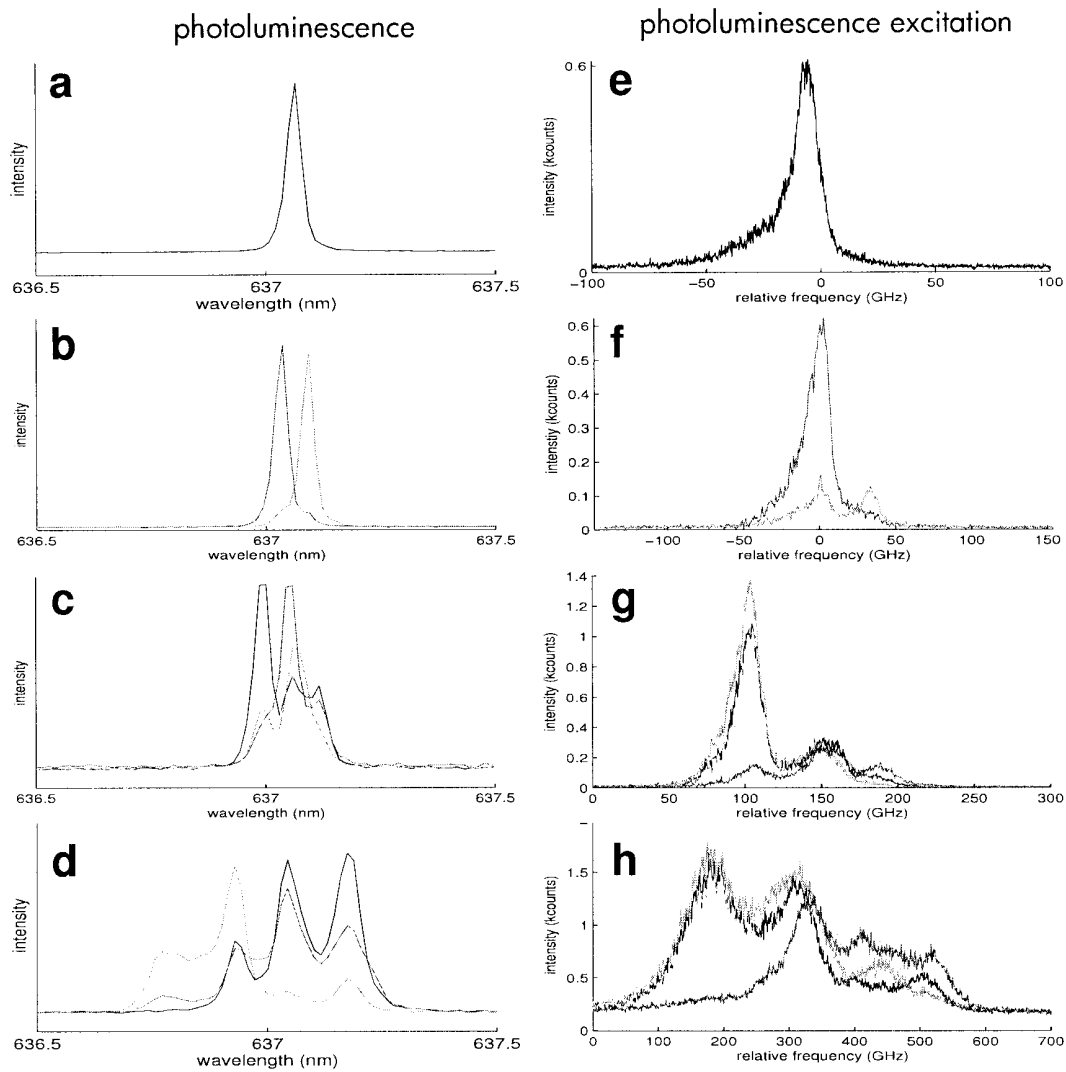 photoluminescence
photoluminescence excitation
a
intensity
636.5
637
637.5
wavelength (nm)
e
intensity (kcounts)
0.6
0.3
0
−100
−50
0
50
100
relative frequency (GHz)
b
intensity
636.5
637
637.5
wavelength (nm)
f
intenstiy (kcounts)
0.6
0.5
0.4
0.3
0.2
0.1
0
−100
−50
0
50
100
150
relative frequency (GHz)
c
intensity
636.5
637
637.5
wavelength (nm)
g
intensity (kcounts)
1.4
1.2
1
0.8
0.6
0.4
0.2
0
0
50
100
150
200
250
300
relative frequency (GHz)
d
intensity
636.5
637
637.5
wavelength (nm)
h
intensity (kcounts)
1.5
1
0.5
0
0
100
200
300
400
500
600
700
relative frequency (GHz)